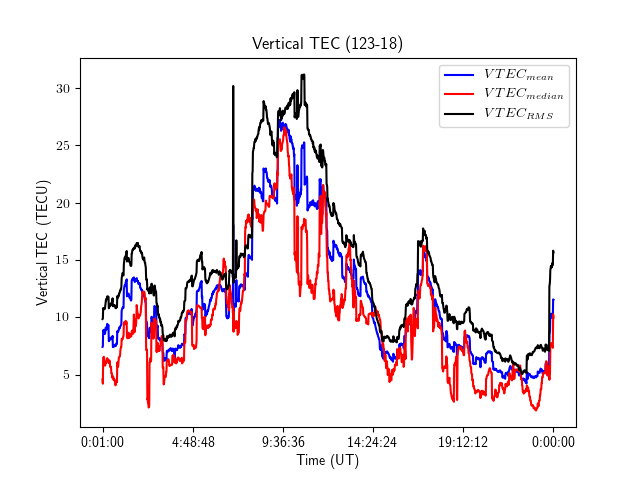 Vertical TEC (123-18)
VTEC_mean
VTEC_median
VTEC_RMS
Vertical TEC (TECU)
30
25
20
15
10
5
0:01:00 4:48:48 9:36:36 14:24:24 19:12:12 0:00:00
Time (UT)